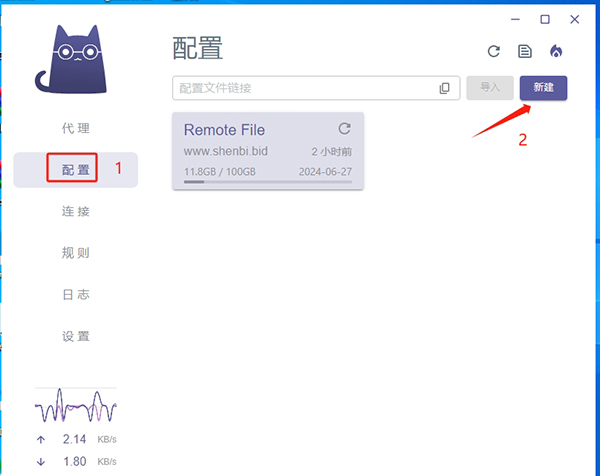 配置
配置文件链接
导入
新建
2
代理
配置
1
连接
规则
日志
设置
Remote File
www.shenbi.bid
2 小时前
11.8GB / 100GB
2024-06-27
↑ 2.14 KB/s
↓ 1.80 KB/s